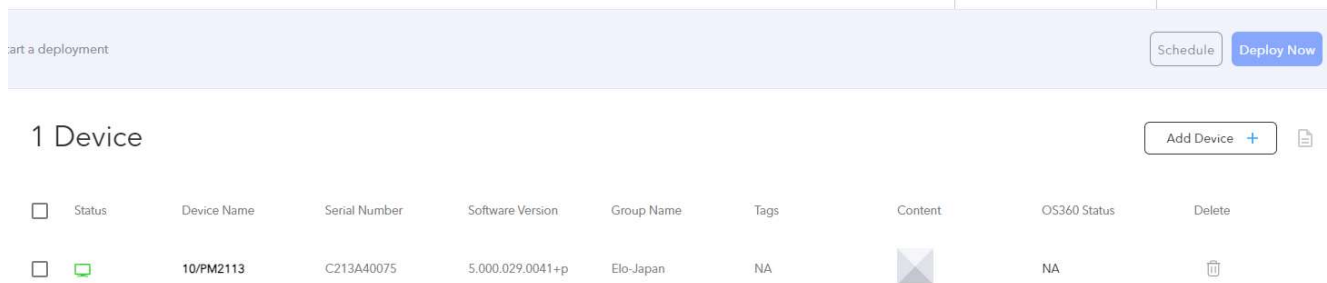 art a deployment
Schedule
Deploy Now
1 Device
Add Device +
Status Device Name Serial Number Software Version Group Name Tags Content OS360 Status Delete
10/PM2113 C213A40075 5.000.029.0041+p Elo-Japan NA NA